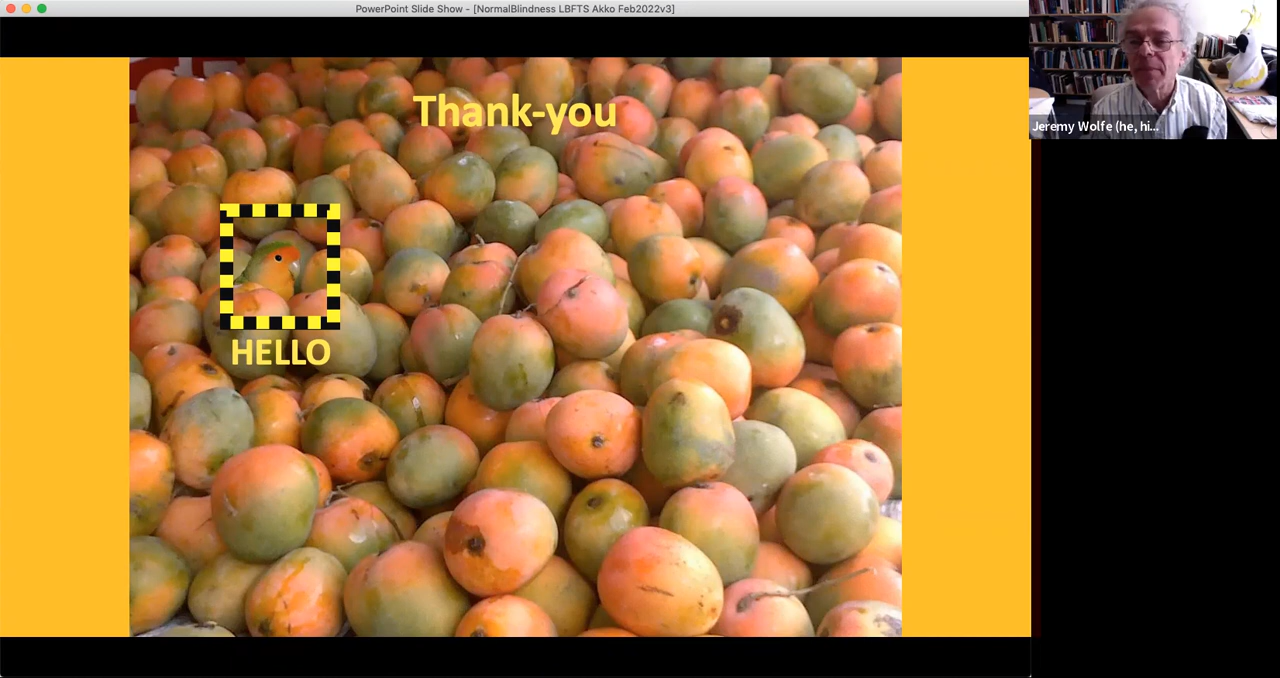 PowerPoint Slide Show - [NormalBlindness LBFTS Akko Feb2022v3]
Thank-you
HELLO
Jeremy Wolfe (he, hi...